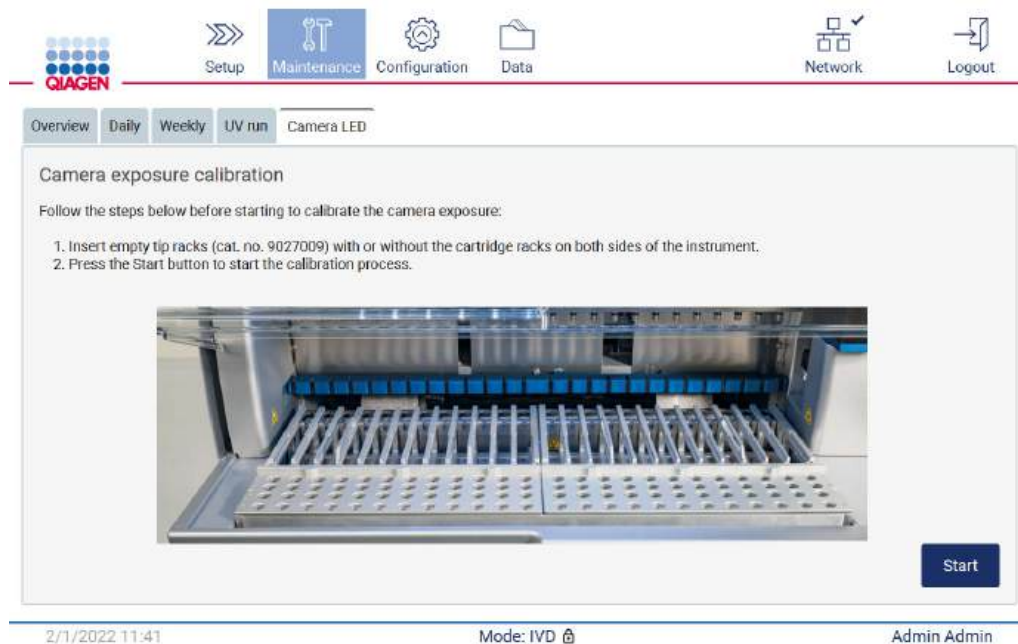 QIAGEN
Setup
Maintenance
Configuration
Data
Network
Logout
Overview
Daily
Weekly
UV run
Camera LED
Camera exposure calibration
Follow the steps below before starting to calibrate the camera exposure:
1. Insert empty tip racks (cat. no. 9027009) with or without the cartridge racks on both sides of the instrument.
2. Press the Start button to start the calibration process.
Start
2/1/2022 11:41
Mode: IVD
Admin Admin